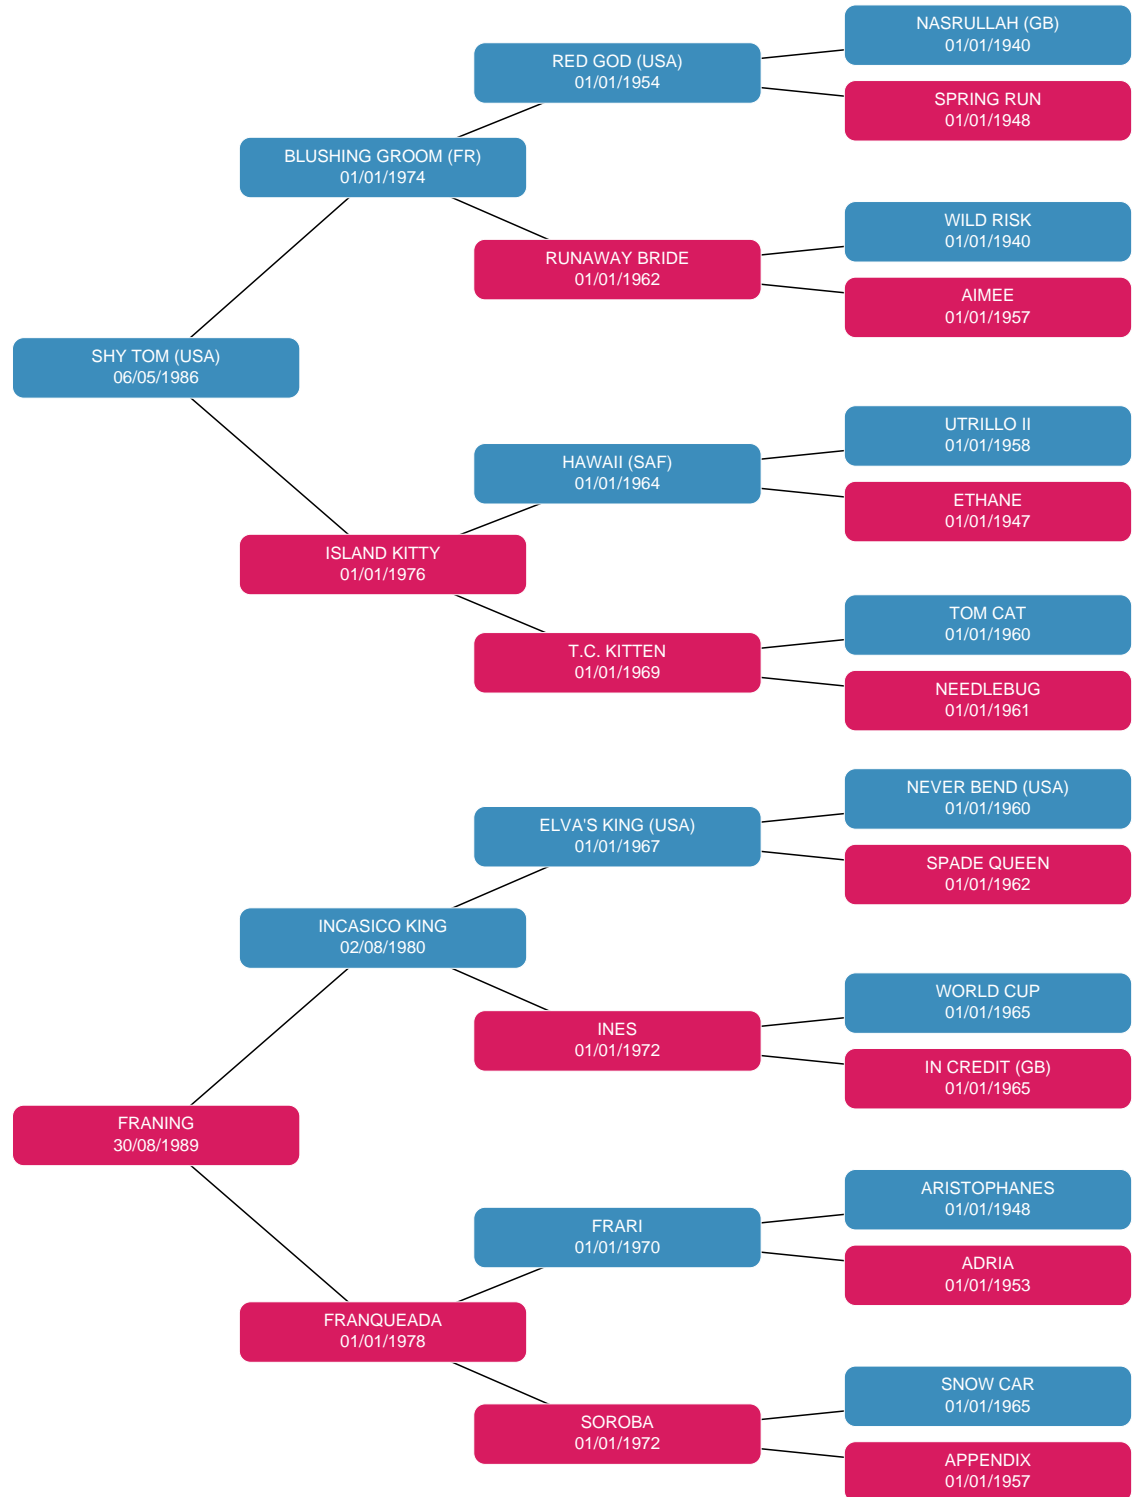 NASRULLAH (GB)
01/01/1940
RED GOD (USA)
01/01/1954
SPRING RUN
01/01/1948
BLUSHING GROOM (FR)
01/01/1974
WILD RISK
01/01/1940
RUNAWAY BRIDE
01/01/1962
AIMEE
01/01/1957
SHY TOM (USA)
06/05/1986
UTRILLO II
01/01/1958
HAWAII (SAF)
01/01/1964
ETHANE
01/01/1947
ISLAND KITTY
01/01/1976
TOM CAT
01/01/1960
T.C. KITTEN
01/01/1969
NEEDLEBUG
01/01/1961
NEVER BEND (USA)
01/01/1960
ELVA'S KING (USA)
01/01/1967
SPADE QUEEN
01/01/1962
INCASICO KING
02/08/1980
WORLD CUP
01/01/1965
INES
01/01/1972
IN CREDIT (GB)
01/01/1965
FRANING
30/08/1989
ARISTOPHANES
01/01/1948
FRARI
01/01/1970
ADRIA
01/01/1953
FRANQUEADA
01/01/1978
SNOW CAR
01/01/1965
SOROBA
01/01/1972
APPENDIX
01/01/1957